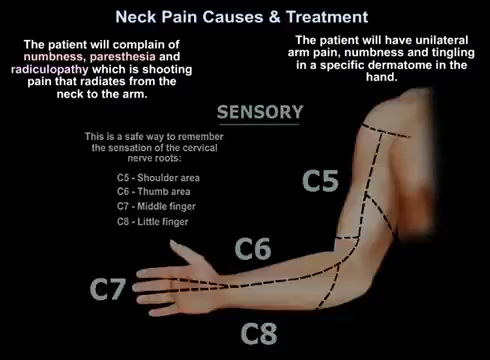 Neck Pain Causes & Treatment
The patient will complain of
numbness, paresthesia and
radiculopathy which is shooting
pain that radiates from the
neck to the arm.
The patient will have unilateral
arm pain, numbness and tingling
in a specific dermatome in the
hand.
SENSORY
This is a safe way to remember
the sensation of the cervical
nerve roots:
C5 - Shoulder area
C6 - Thumb area
C7 - Middle finger
C8 - Little finger
C5
C6
C7
C8